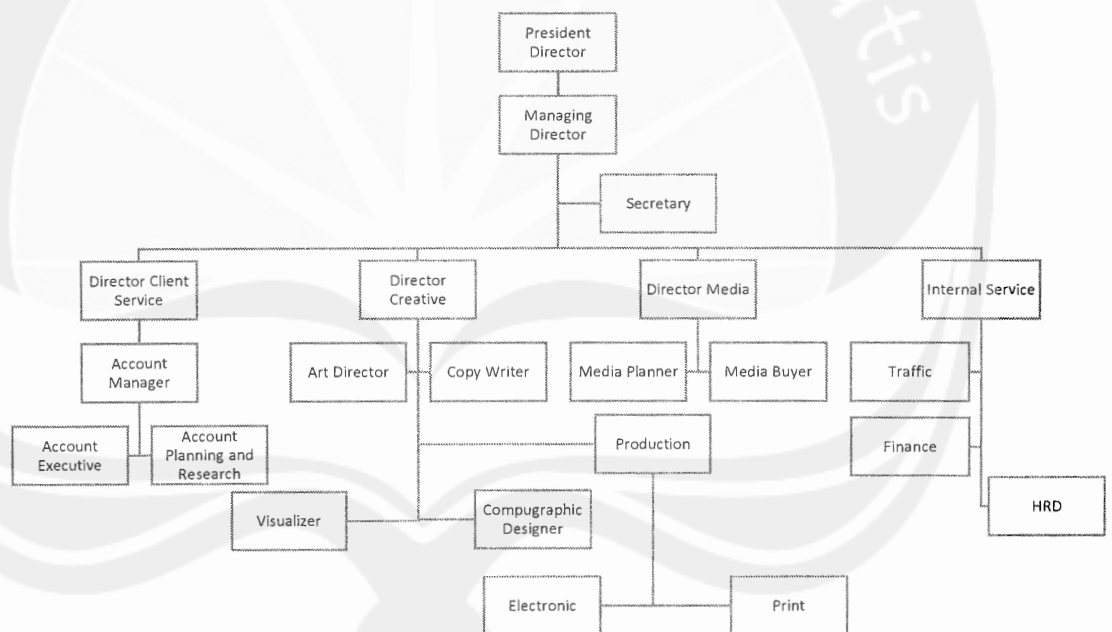 President
Director
Managing
Director
Secretary
Director Client
Service
Director
Creative
Director Media
Internal Service
Account
Manager
Art Director
Copy Writer
Media Planner
Media Buyer
Traffic
Account
Executive
Account
Planning and
Research
Production
Finance
Visualizer
Compugraphic
Designer
HRD
Electronic
Print